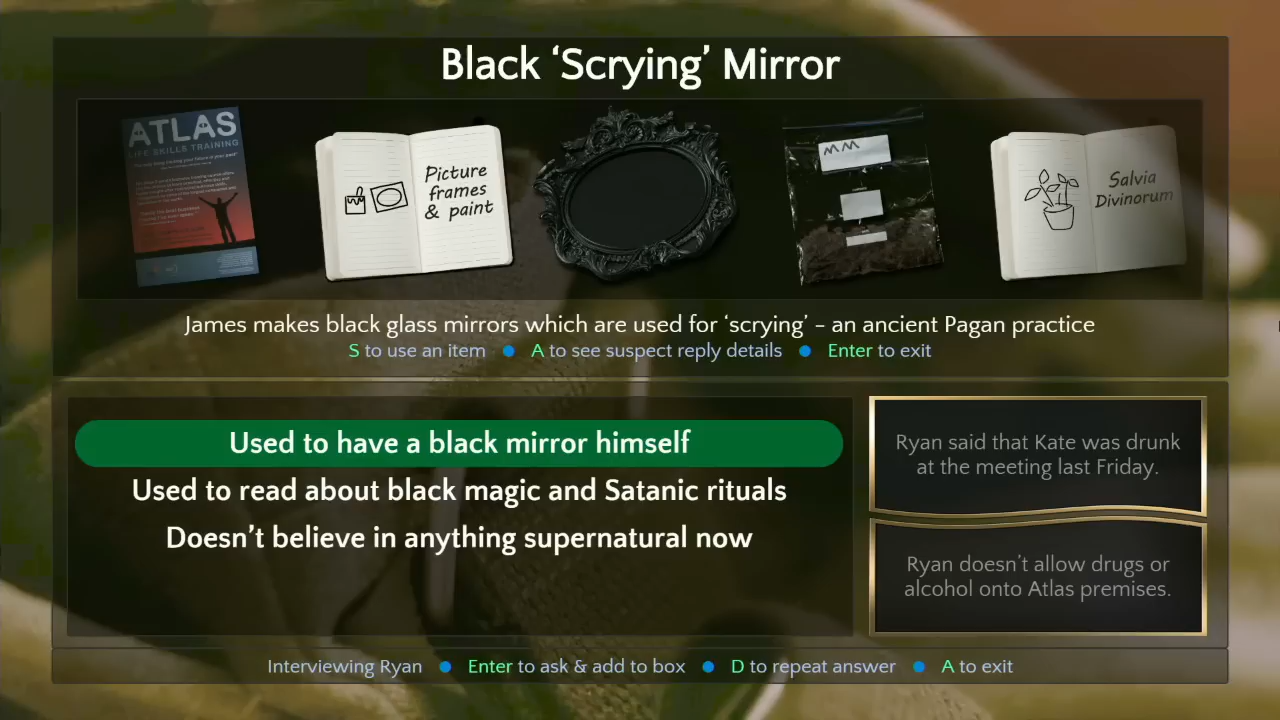 Black ‘Scrying’ Mirror
ATLAS
LIFE SKILLS TRAINING
Picture
frames
& paint
MM
Salvia
Divinorum
James makes black glass mirrors which are used for ‘scrying’ – an ancient Pagan practice
S to use an item ● A to see suspect reply details ● Enter to exit
Used to have a black mirror himself
Used to read about black magic and Satanic rituals
Doesn’t believe in anything supernatural now
Ryan said that Kate was drunk
at the meeting last Friday.
Ryan doesn’t allow drugs or
alcohol onto Atlas premises.
Interviewing Ryan ● Enter to ask & add to box ● D to repeat answer ● A to exit